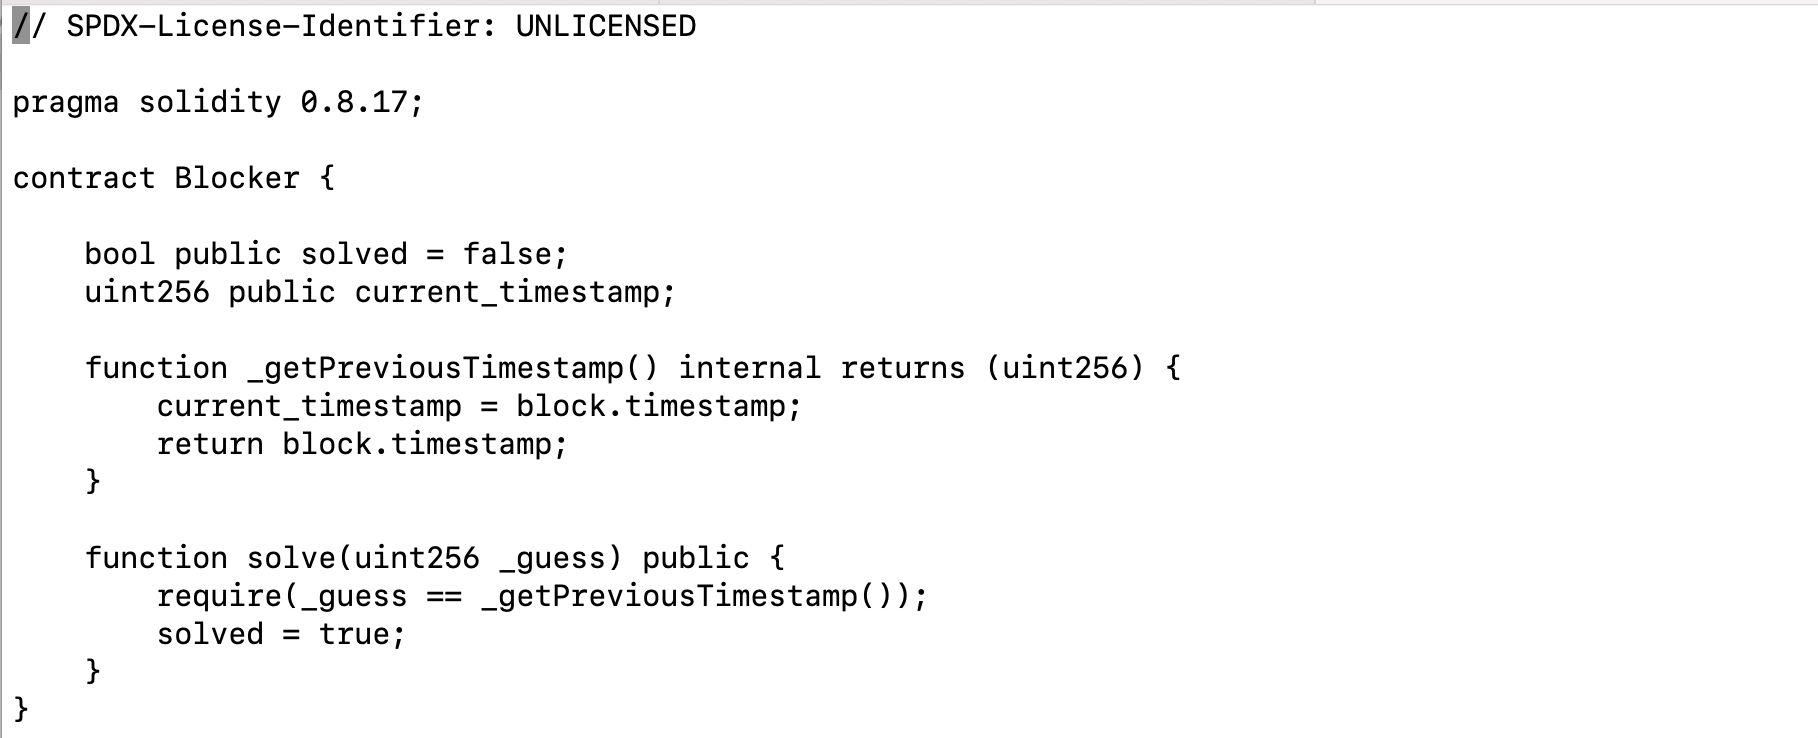 // SPDX-License-Identifier: UNLICENSED
pragma solidity 0.8.17;
contract Blocker {
bool public solved = false;
uint256 public current_timestamp;
function _getPreviousTimestamp() internal returns (uint256) {
current_timestamp = block.timestamp;
return block.timestamp;
}
function solve(uint256 _guess) public {
require(_guess == _getPreviousTimestamp());
solved = true;
}
}